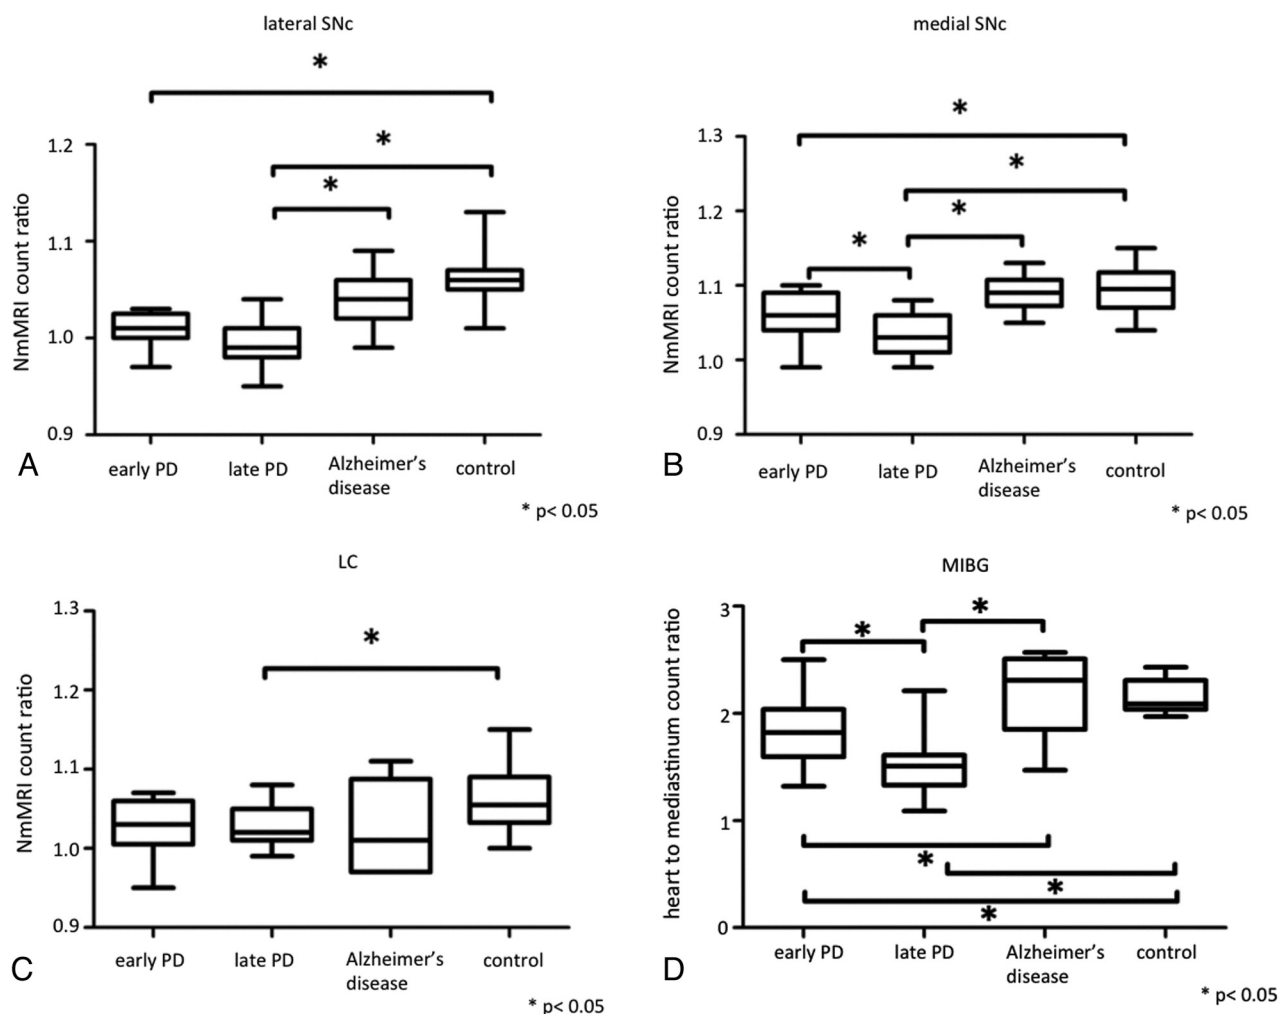 lateral SNc
*
*
*
NmMRI count ratio
1.2
1.1
1.0
0.9
A
early PD
late PD
Alzheimer's
disease
control
* p< 0.05
medial SNc
*
*
*
*
NmMRI count ratio
1.3
1.2
1.1
1.0
0.9
B
early PD
late PD
Alzheimer's
disease
control
* p< 0.05
LC
*
NmMRI count ratio
1.3
1.2
1.1
1.0
0.9
C
early PD
late PD
Alzheimer's
disease
control
* p< 0.05
MIBG
*
*
heart to mediastinum count ratio
3
2
1
0
*
*
*
D
early PD
late PD
Alzheimer's
disease
control
* p< 0.05